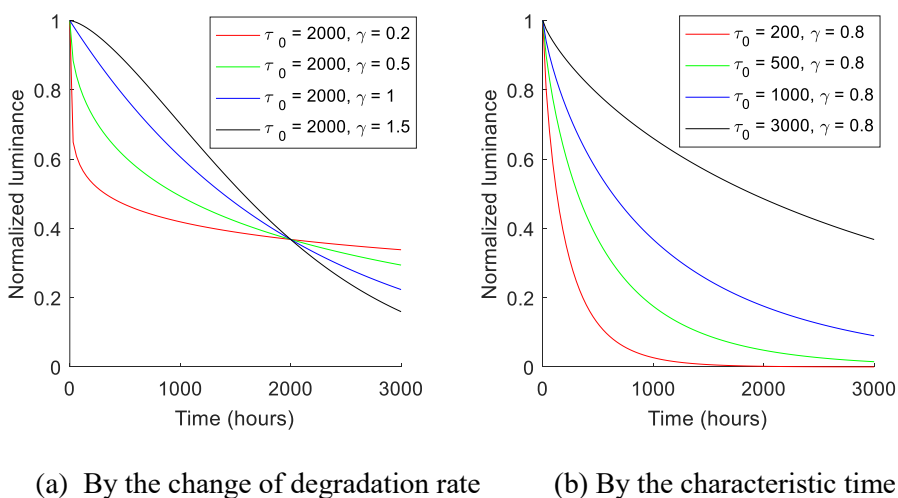 1
0.8
0.6
0.4
0.2
0
0
1000
2000
3000
Normalized luminance
Time (hours)
τ 0 = 2000, γ = 0.2
τ 0 = 2000, γ = 0.5
τ 0 = 2000, γ = 1
τ 0 = 2000, γ = 1.5
(a) By the change of degradation rate
1
0.8
0.6
0.4
0.2
0
0
1000
2000
3000
Normalized luminance
Time (hours)
τ 0 = 200, γ = 0.8
τ 0 = 500, γ = 0.8
τ 0 = 1000, γ = 0.8
τ 0 = 3000, γ = 0.8
(b) By the characteristic time